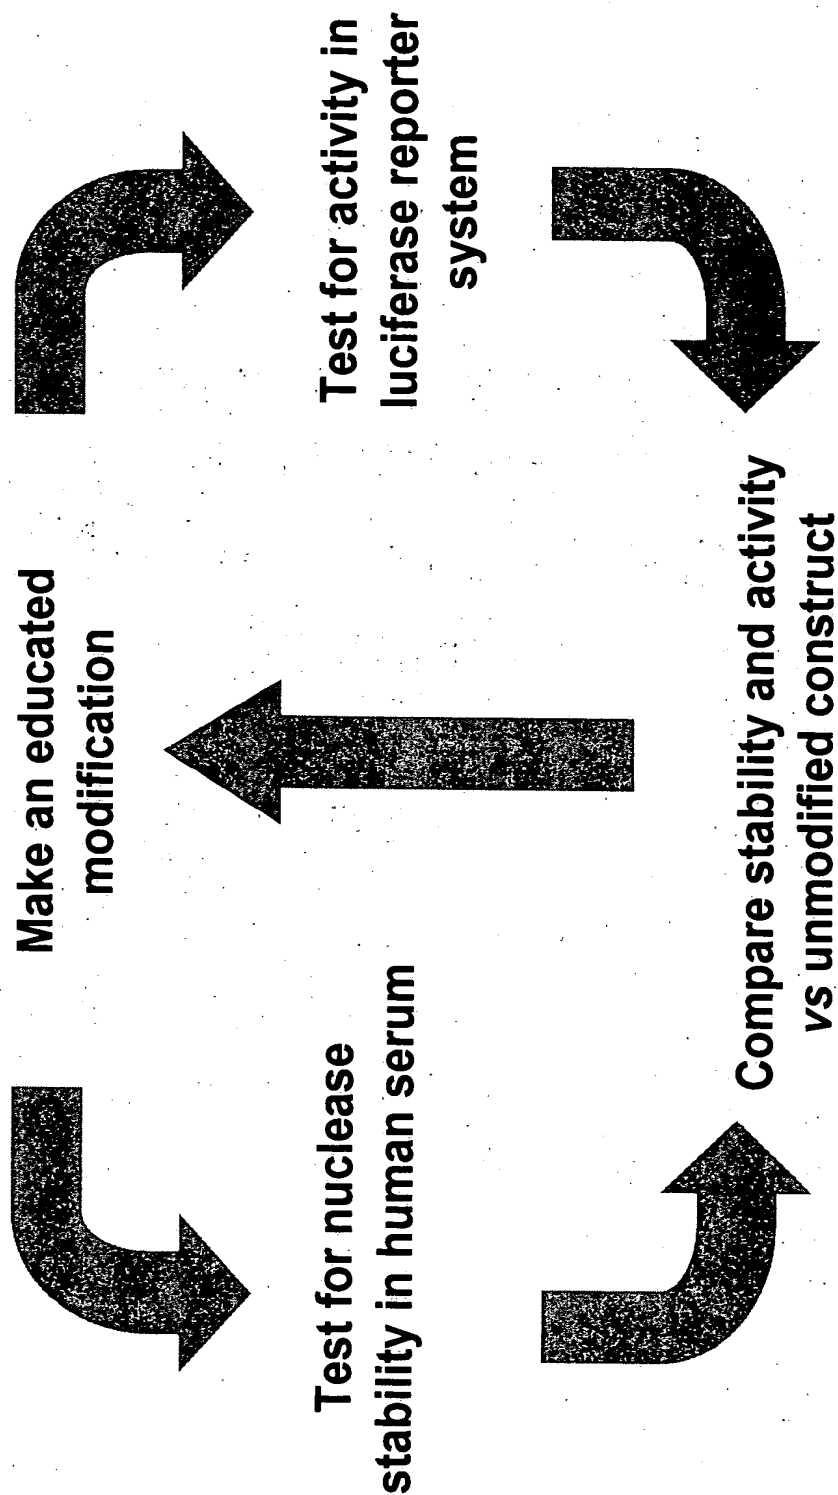 Make an educated
modification
Test for nuclease
stability in human serum
Test for activity in
luciferase reporter
system
Compare stability and activity
vs unmodified construct